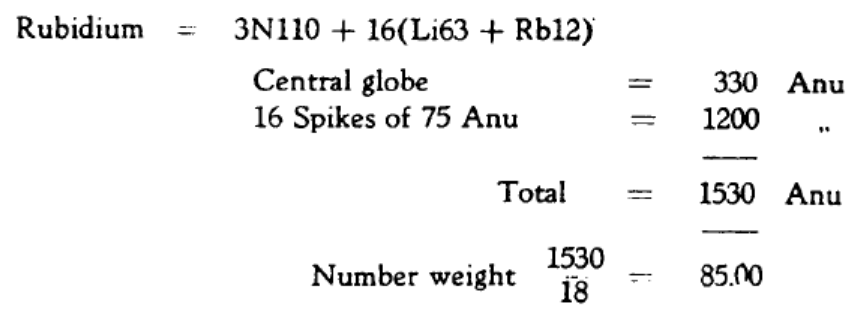 Rubidium = 3N110 + 16(Li63 + Rb12)
Central globe = 330 Anu
16 Spikes of 75 Anu = 1200 „
Total = 1530 Anu
Number weight 1530/18 = 85.00